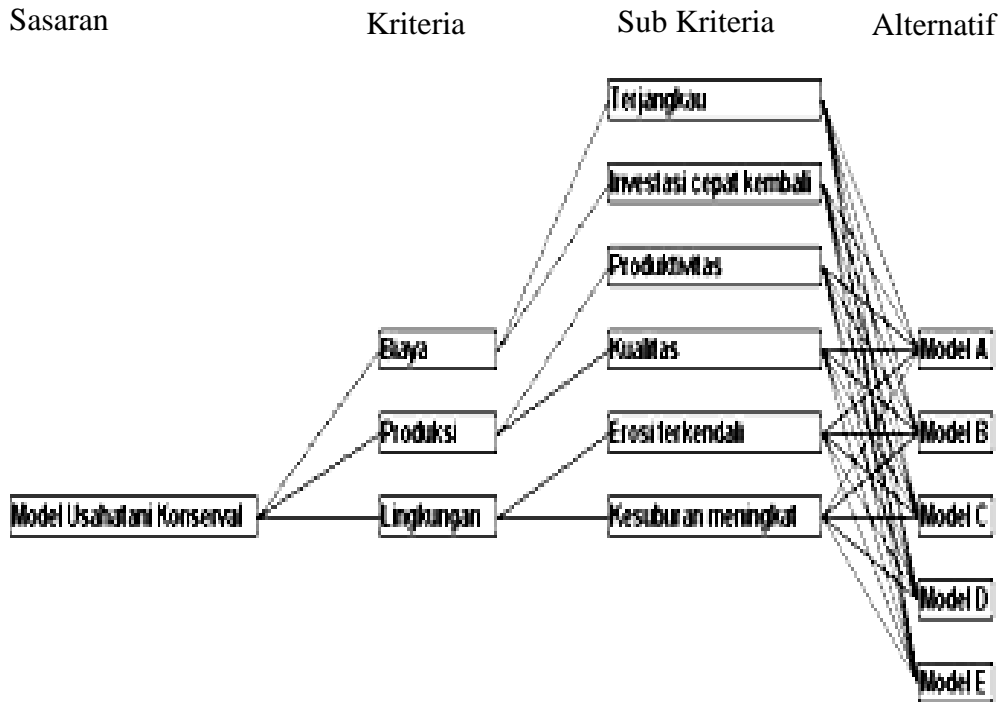 Sasaran
Kriteria
Sub Kriteria
Alternatif
Terjangkau
Investasi cepat kembali
Produktivitas
Biaya
Kualitas
Model A
Produksi
Erosi terkendali
Model B
Model Usahatani Konserval
Lingkungan
Kesuburan meningkat
Model C
Model D
Model E